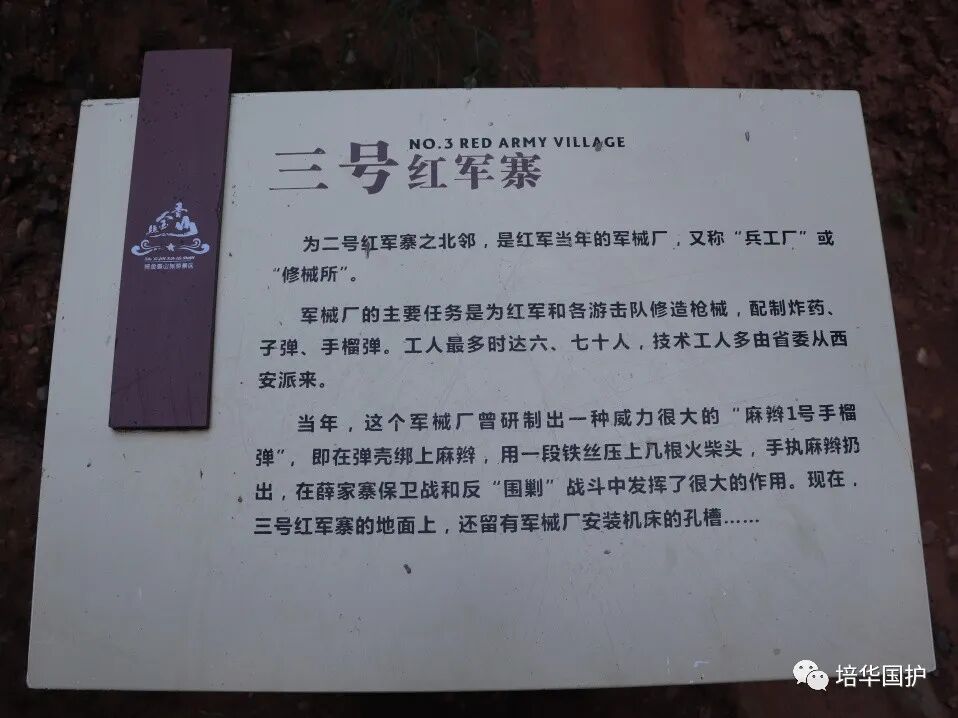 NO.3 RED ARMY VILLAGE
三号红军寨
为二号红军寨之北邻，是红军当年的军械厂，又称“兵工厂”或
“修械所”。
军械厂的主要任务是为红军和各游击队修造枪械，配制炸药、
子弹、手榴弹。工人最多时达六、七十人，技术工人多由省委从西
安派来。
当年，这个军械厂曾研制出一种威力很大的“麻辫1号手榴
弹”，即在弹壳绑上麻辫，用一段铁丝压上几根火柴头，手执麻辫扔
出，在薛家寨保卫战和反“围剿”战斗中发挥了很大的作用。现在，
三号红军寨的地面上，还留有军械厂安装机床的孔槽……
培华国护